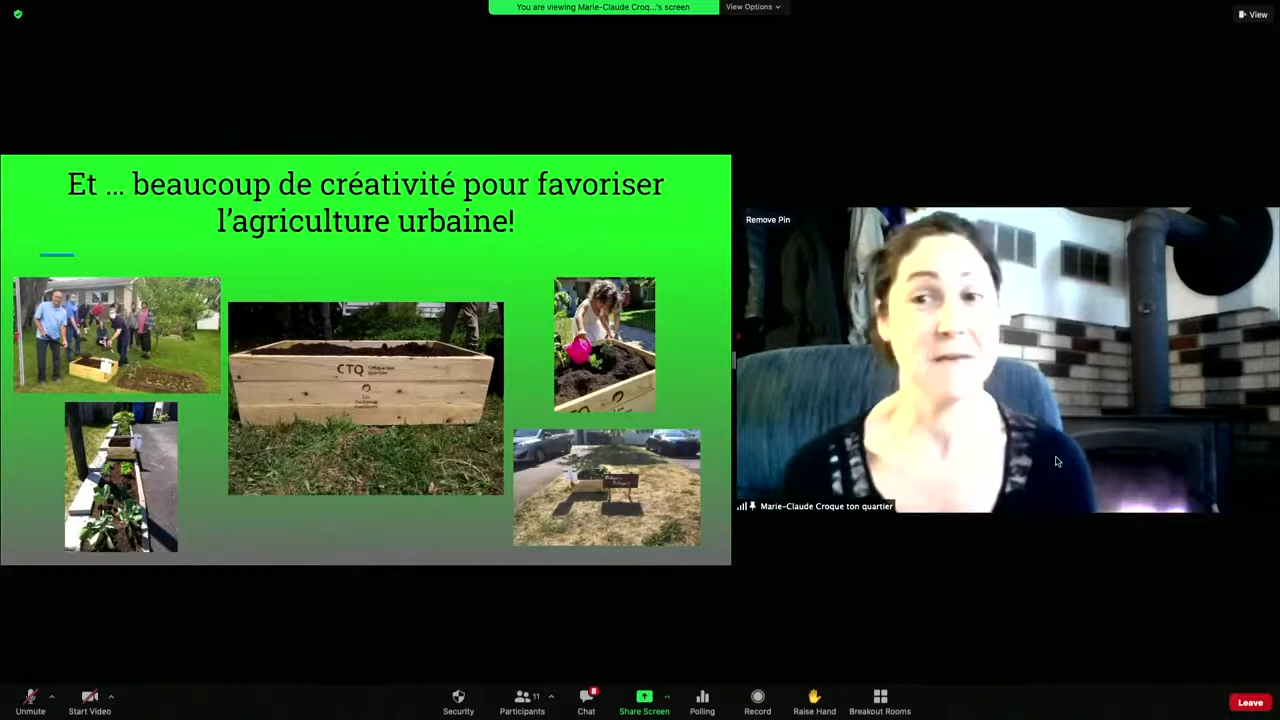 You are viewing Marie-Claude Croq...'s screen
View Options
View
Et ... beaucoup de créativité pour favoriser
l'agriculture urbaine!
CTQ
Remove Pin
Marie-Claude Croque ton quartier
Unmute
Start Video
Security
Participants
11
Chat
8
Share Screen
Polling
Record
Raise Hand
Breakout Rooms
Leave